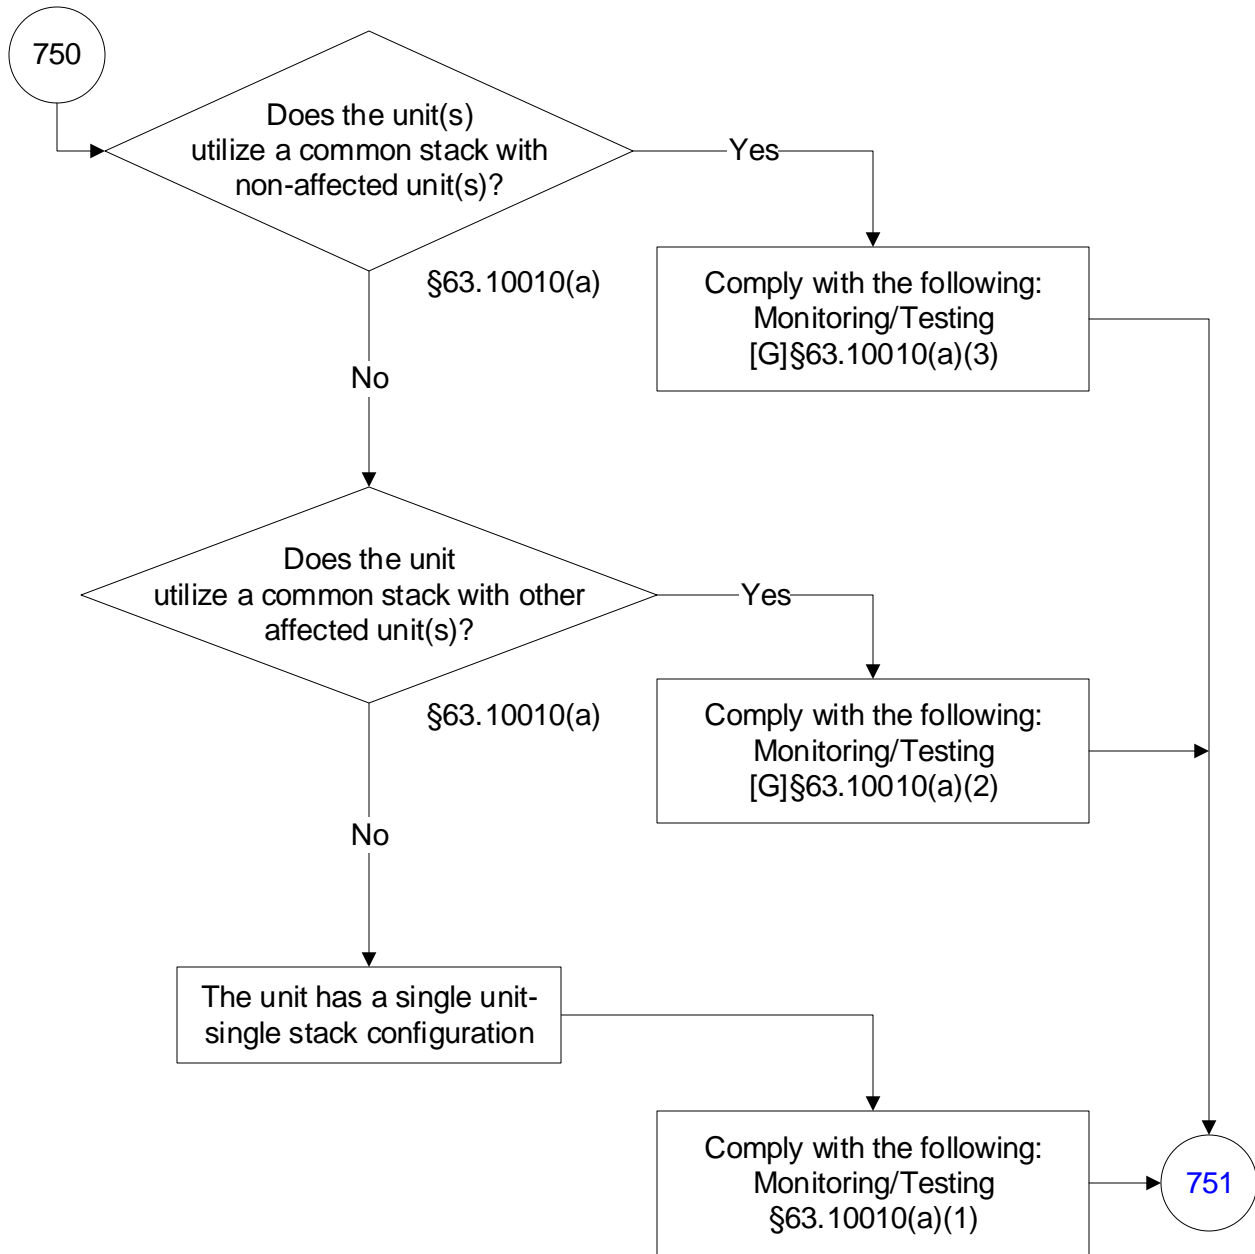 750
Does the unit(s)
utilize a common stack with
non-affected unit(s)?
Yes
§63.10010(a)
Comply with the following:
Monitoring/Testing
[G]§63.10010(a)(3)
No
Does the unit
utilize a common stack with other
affected unit(s)?
Yes
§63.10010(a)
Comply with the following:
Monitoring/Testing
[G]§63.10010(a)(2)
No
The unit has a single unit-
single stack configuration
Comply with the following:
Monitoring/Testing
§63.10010(a)(1)
751